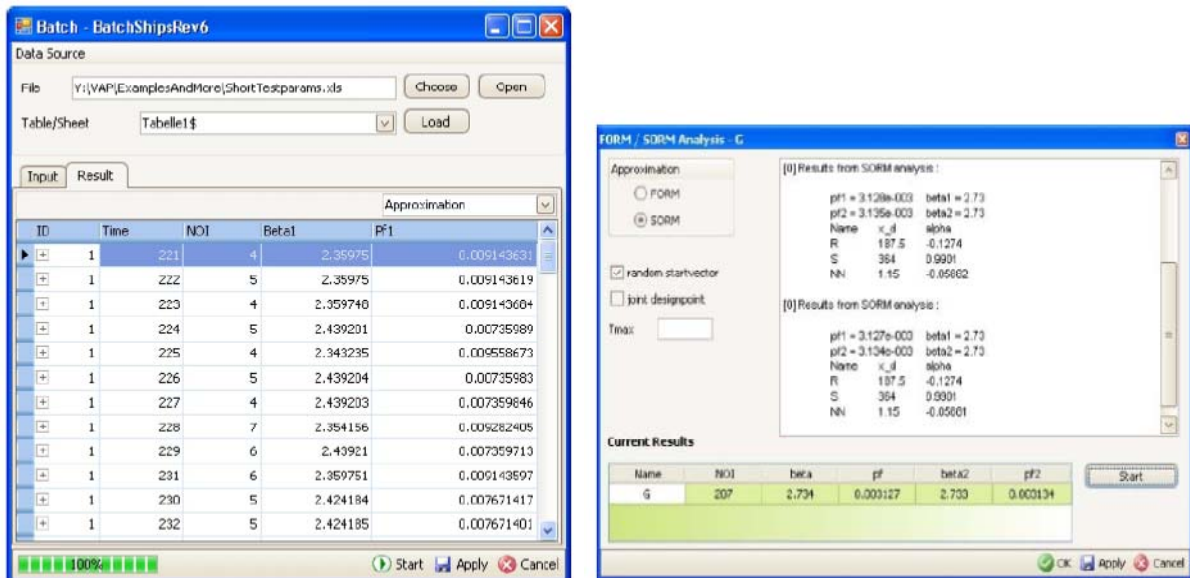 Batch - BatchShipsRev6
Data Source
File Y:\VAP\ExamplesAndMore\ShortTestparams.xls Choose Open
Table/Sheet Tabelle1$ Load
Input Result
Approximation
ID Time NOI Beta1 Pf1
1 221 4 2.35975 0.009143631
1 222 5 2.35975 0.009143619
1 223 4 2.359748 0.009143684
1 224 5 2.439201 0.00735989
1 225 4 2.343235 0.009558673
1 226 5 2.439204 0.00735983
1 227 4 2.439203 0.007359846
1 228 7 2.354156 0.009282405
1 229 6 2.43921 0.007359713
1 231 6 2.359751 0.009143597
1 230 5 2.424184 0.007671417
1 232 5 2.424185 0.007671401
100% Start Apply Cancel
FORM / SORM Analysis - G
Approximation
FORM
SORM
random startvector
joint designpoint
Tmax
[0] Results from SORM analysis :
pf1 = 3.128e-003 beta1 = 2.73
pf2 = 3.135e-003 beta2 = 2.73
Name x_d alpha
R 187.5 -0.1274
S 364 0.9901
NN 1.15 -0.05882
[0] Results from SORM analysis :
pf1 = 3.127e-003 beta1 = 2.73
pf2 = 3.134e-003 beta2 = 2.73
Name x_d alpha
R 187.5 -0.1274
S 364 0.9901
NN 1.15 -0.05881
Current Results
Name NOI beta pf beta2 pf2
G 207 2.734 0.003127 2.733 0.003134
Start
OK Apply Cancel